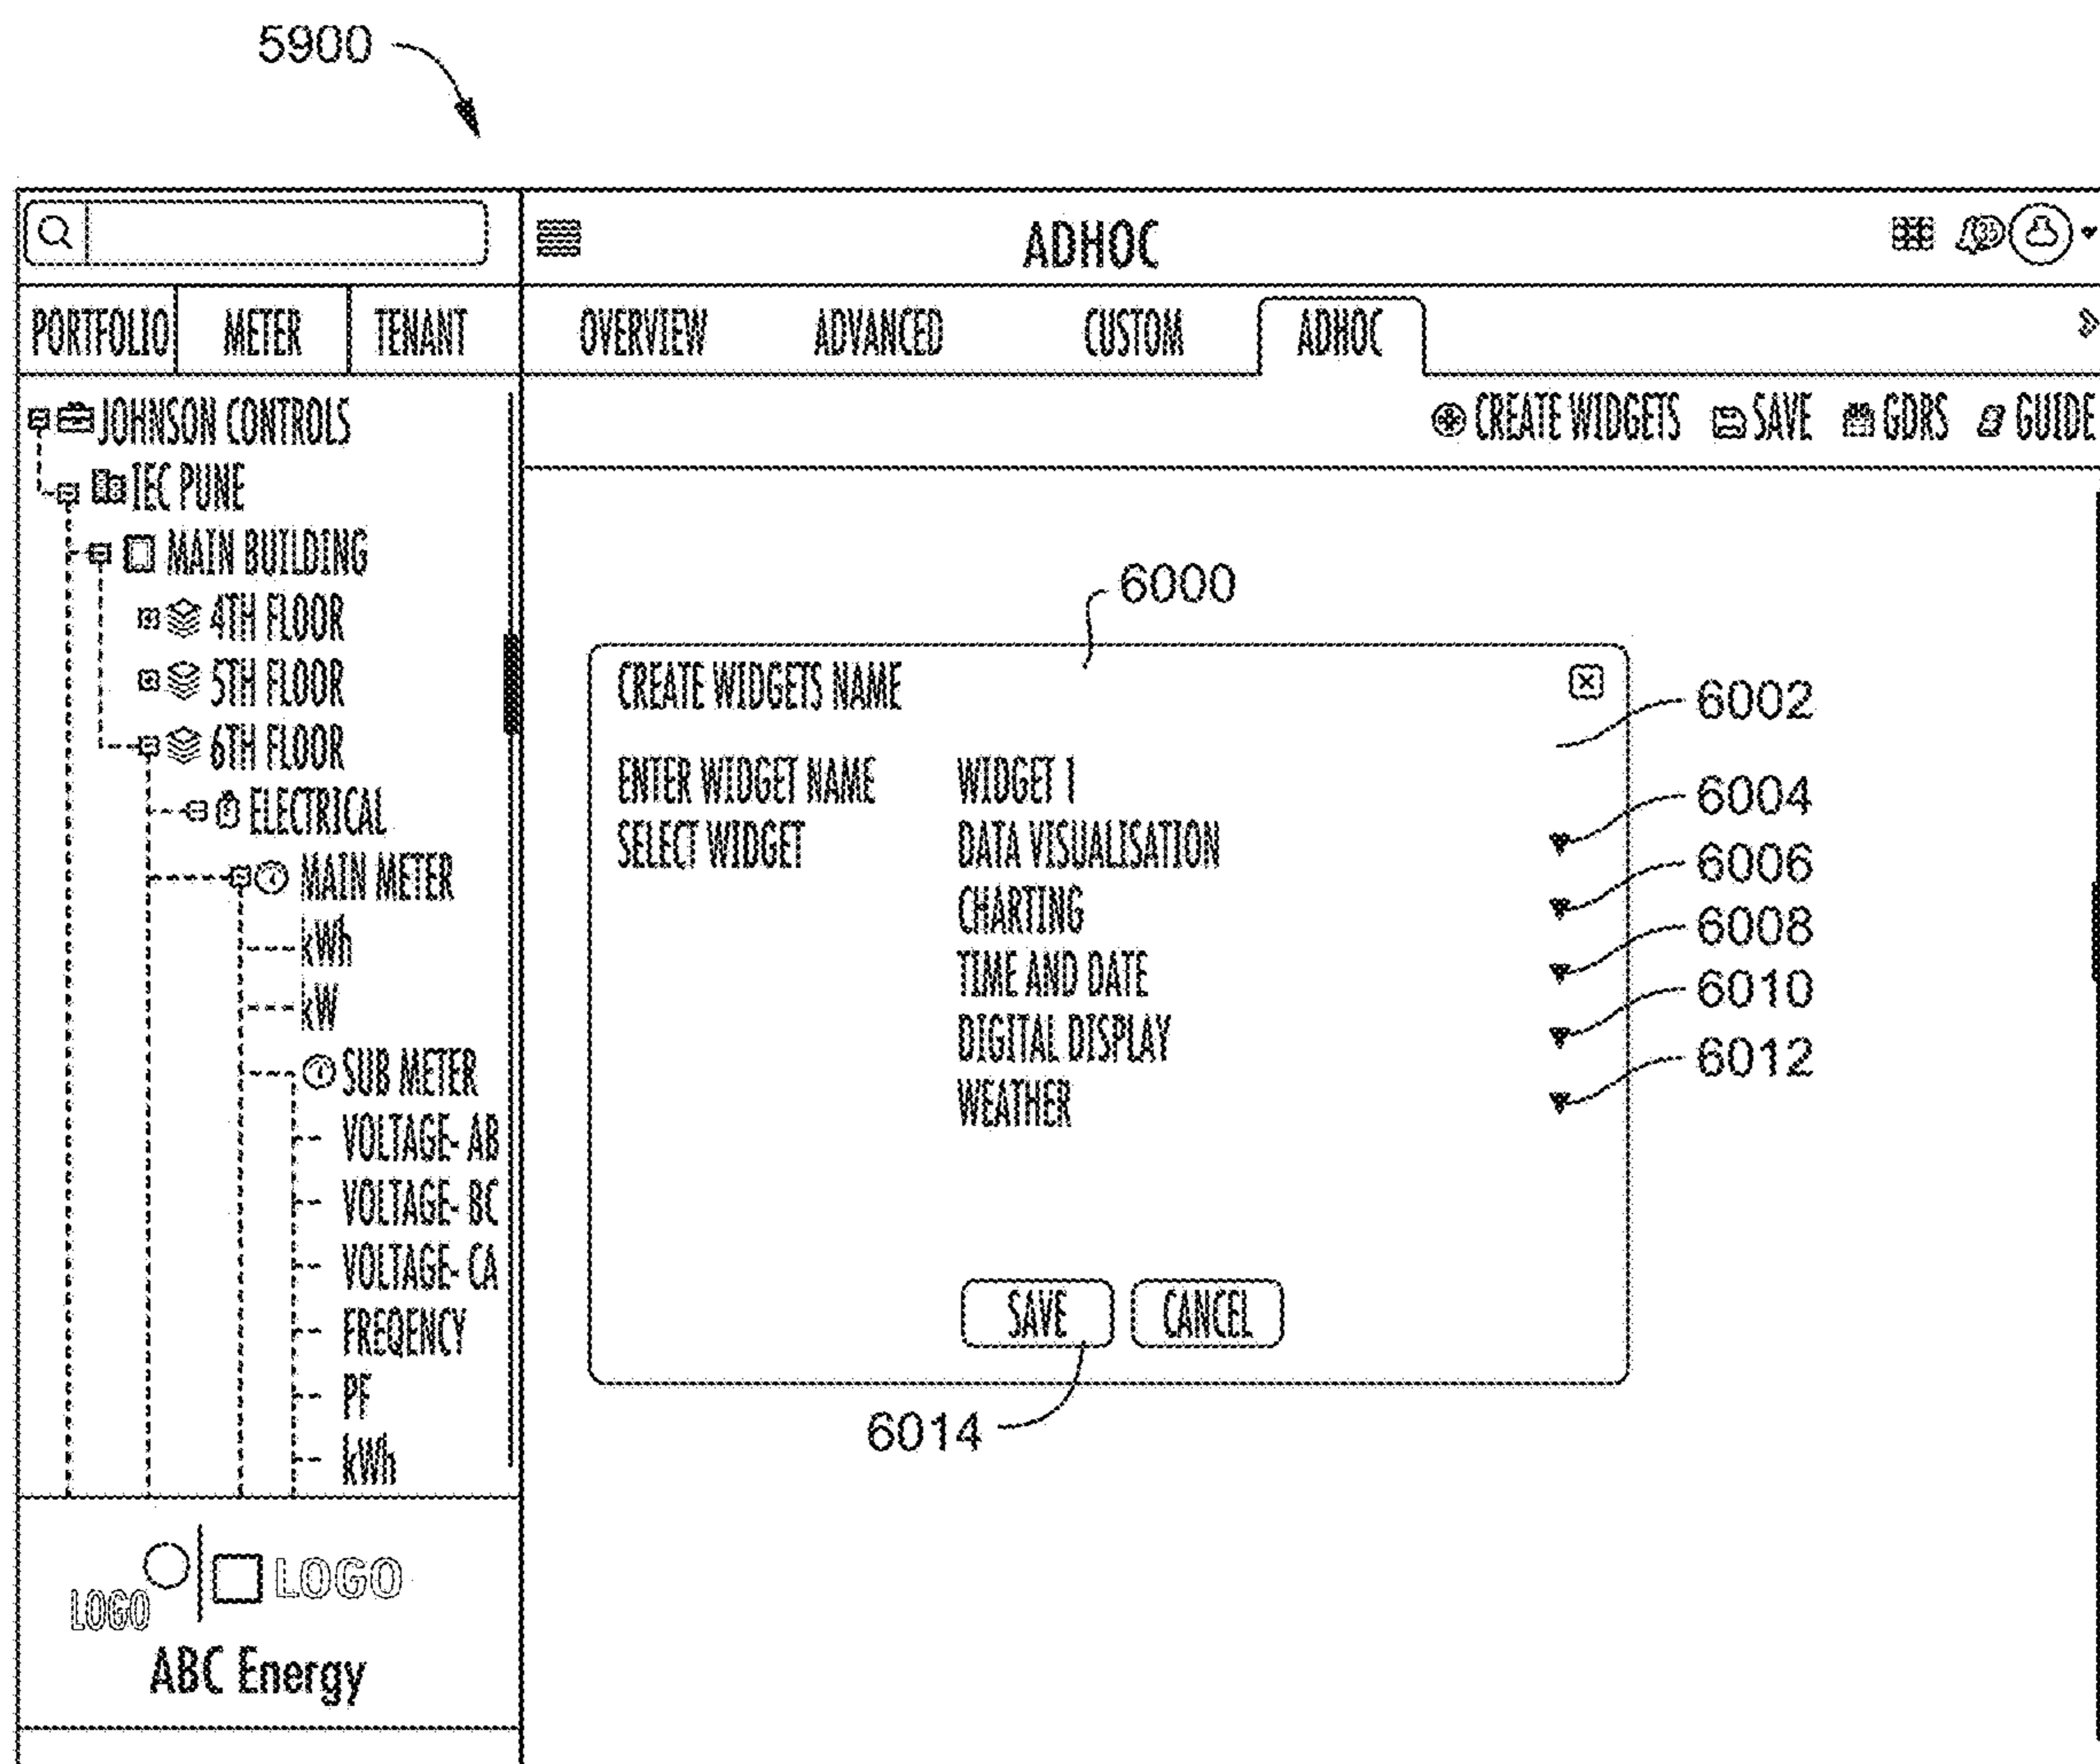 5900
ADHOC
35
PORTFOLIO METER TENANT
OVERVIEW ADVANCED CUSTOM ADHOC
CREATE WIDGETS SAVE GDRS GUIDE
JOHNSON CONTROLS
IEC PUNE
MAIN BUILDING
4TH FLOOR
5TH FLOOR
6TH FLOOR
ELECTRICAL
MAIN METER
kWh
kW
SUB METER
VOLTAGE- AB
VOLTAGE- BC
VOLTAGE- CA
FREQENCY
PF
kWh
LOGO
LOGO
ABC Energy
6000
CREATE WIDGETS NAME
6002
ENTER WIDGET NAME WIDGET 1
6004
SELECT WIDGET DATA VISUALISATION
6006
CHARTING
6008
TIME AND DATE
6010
DIGITAL DISPLAY
6012
WEATHER
SAVE CANCEL
6014